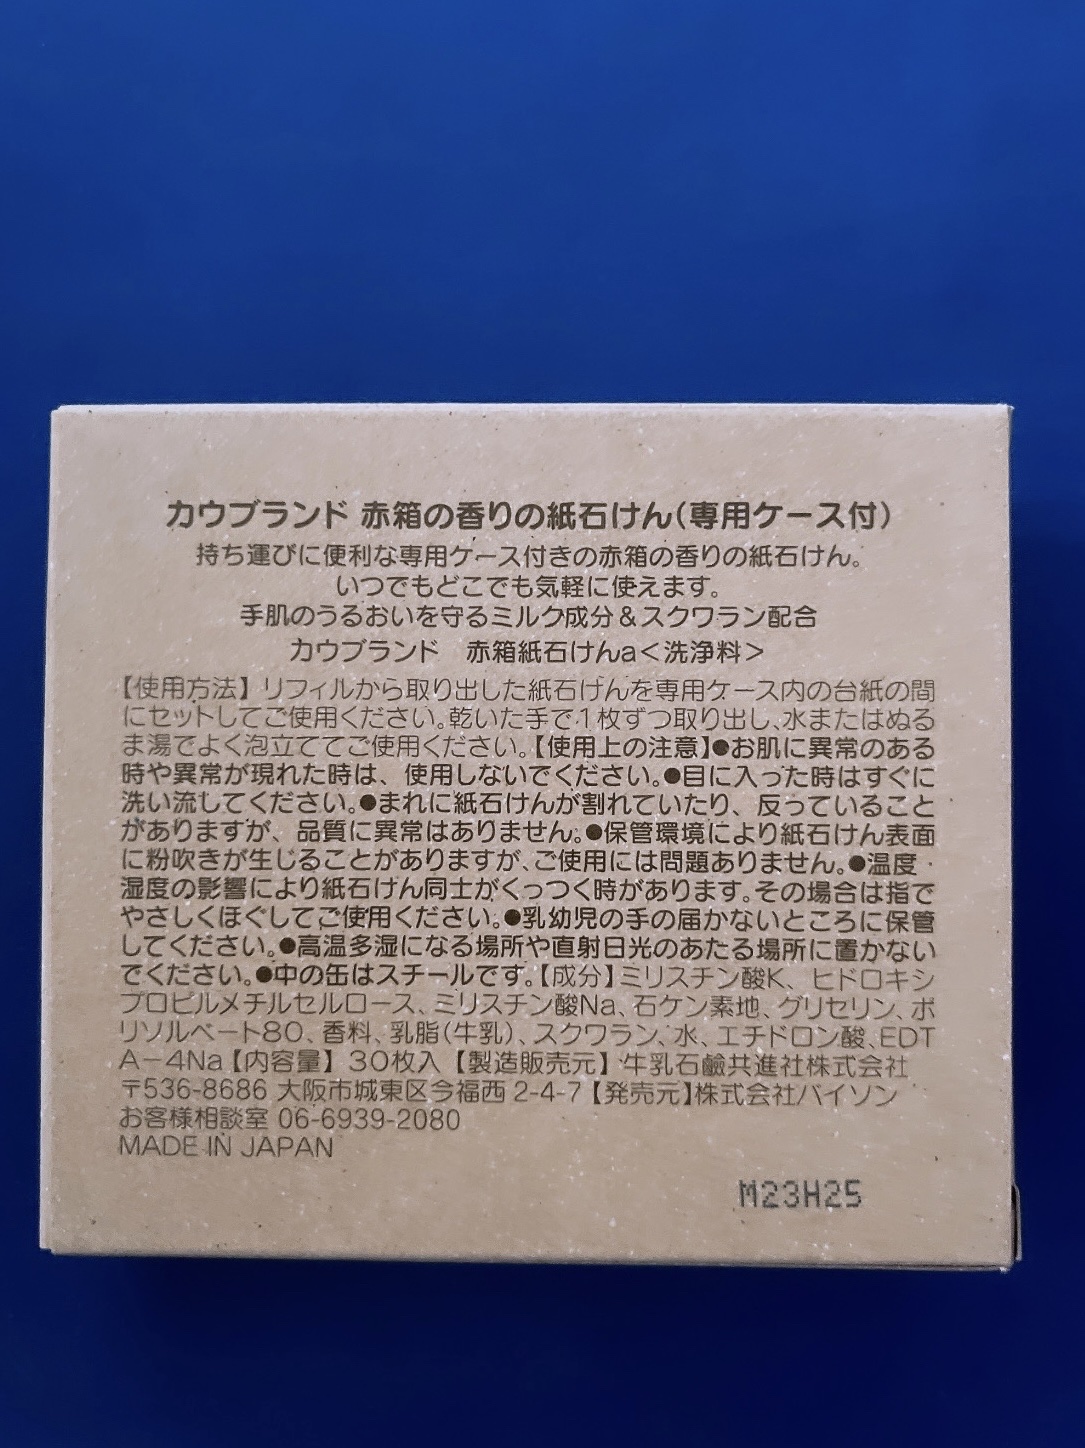 カウブランド 赤箱の香りの紙石けん(専用ケース付)
持ち運びに便利な専用ケース付きの赤箱の香りの紙石けん。
いつでもどこでも気軽に使えます。
手肌のうるおいを守るミルク成分&スクワラン配合
カウブランド　赤箱紙石けんa<洗浄料>
【使用方法】リフィルから取り出した紙石けんを専用ケース内の台紙の間
にセットしてご使用ください。乾いた手で1枚ずつ取り出し、水またはぬる
ま湯でよく泡立ててご使用ください。【使用上の注意】●お肌に異常のある
時や異常が現れた時は、使用しないでください。●目に入った時はすぐに
洗い流してください。●まれに紙石けんが割れていたり、反っていること
がありますが、品質に異常はありません。●保管環境により紙石けん表面
に粉吹きが生じることがありますが、ご使用には問題ありません。●温度・
湿度の影響により紙石けん同士がくっつく時があります。その場合は指で
やさしくほぐしてご使用ください。●乳幼児の手の届かないところに保管
してください。●高温多湿になる場所や直射日光のあたる場所に置かない
でください。●中の缶はスチールです。【成分】ミリスチン酸K、ヒドロキシ
プロピルメチルセルロース、ミリスチン酸Na、石ケン素地、グリセリン、ポ
リソルベート80、香料、乳脂(牛乳)、スクワラン、水、エチドロン酸、EDT
A-4Na【内容量】30枚入【製造販売元】牛乳石鹼共進社株式会社
〒536-8686 大阪市城東区今福西2-4-7【発売元】株式会社バイソン
お客様相談室 06-6939-2080
MADE IN JAPAN
M23H25